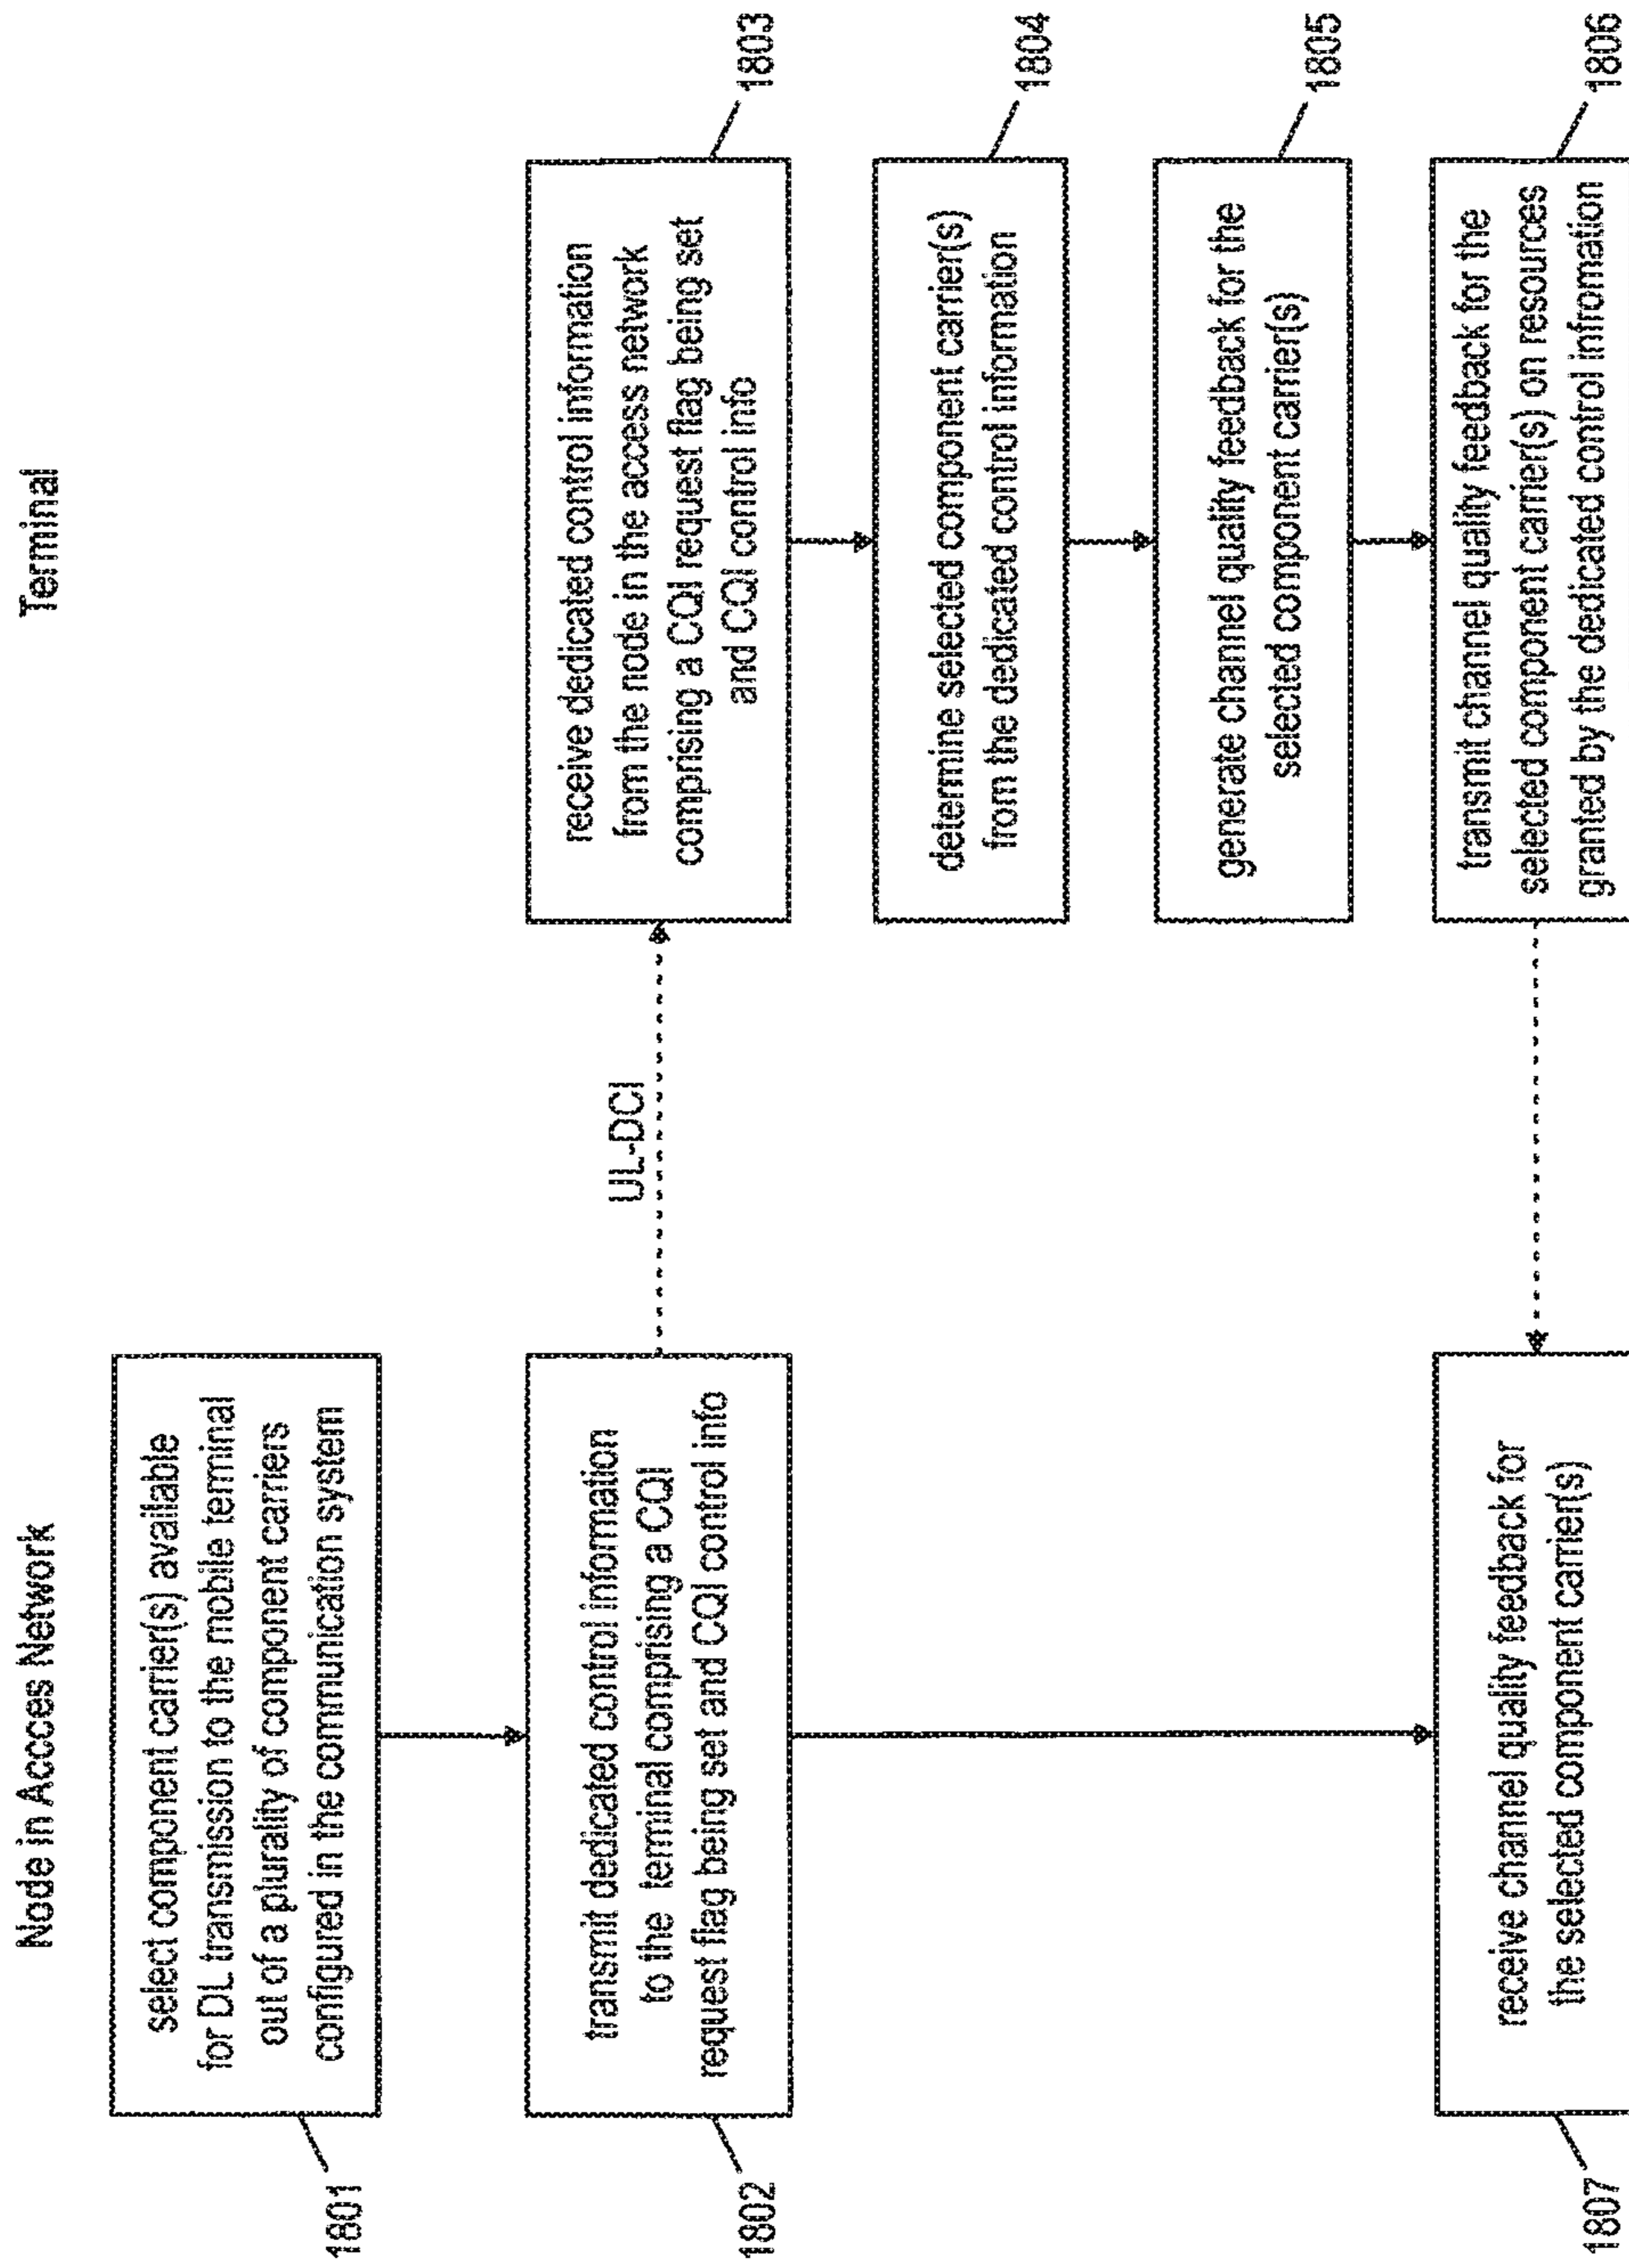 Node in Acces Network
Terminal
select component carrier(s) available
for DL transmission to the mobile terminal
out of a plurality of component carriers
configured in the communication system
1801
transmit dedicated control information
to the terminal comprising a CQI
request flag being set and CQI control info
1802
UL-DCI
receive dedicated control information
from the node in the access network
comprising a CQI request flag being set
and CQI control info
1803
determine selected component carrier(s)
from the dedicated control information
1804
generate channel quality feedback for the
selected component carrier(s)
1805
transmit channel quality feedback for the
selected component carrier(s) on resources
granted by the dedicated control infromation
1806
receive channel quality feedback for
the selected component carrier(s)
1807